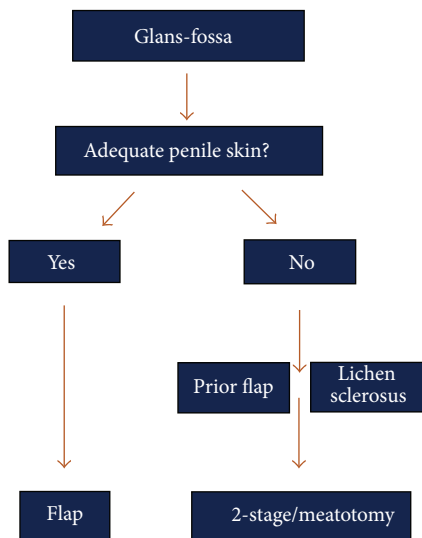 Glans-fossa
Adequate penile skin?
Yes
No
Prior flap
Lichen
sclerosus
Flap
2-stage/meatotomy